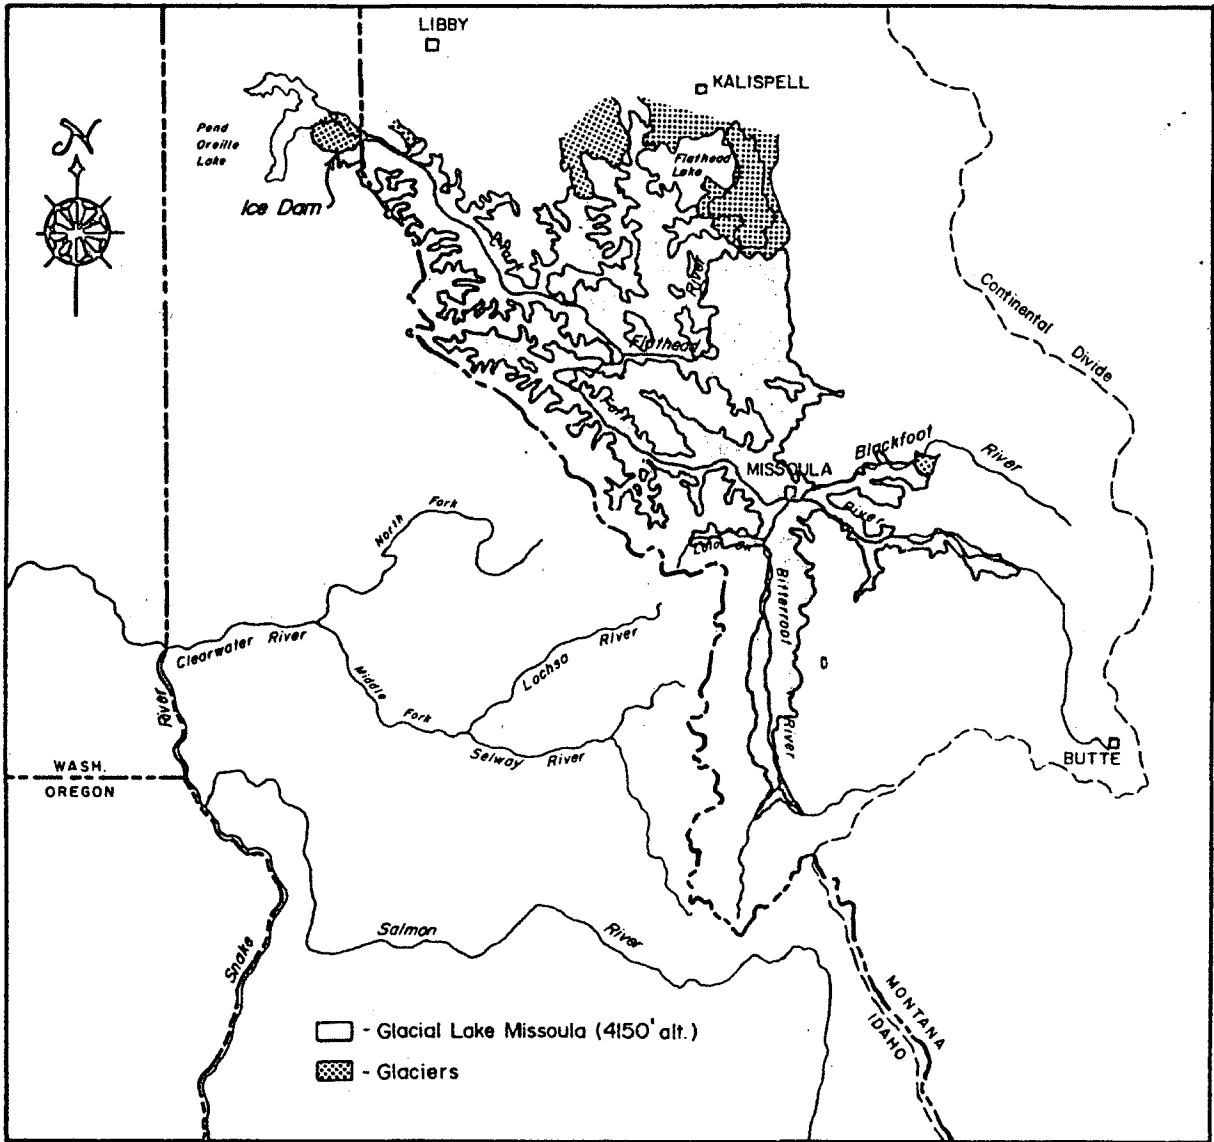 LIBBY
KALISPELL
N
Pend
Oreille
Lake
Flathead
Lake
Ice Dam
Clark
River
Continental
Divide
Flathead
Fork
Blackfoot
River
MISSOULA
River
North
Fork
Bitterroot
Clearwater River
Lochsa River
Middle
Fork
River
River
Selway River
BUTTE
WASH.
OREGON
Salmon
River
Snake
MONTANA
IDAHO
- Glacial Lake Missoula (4150' alt.)
- Glaciers